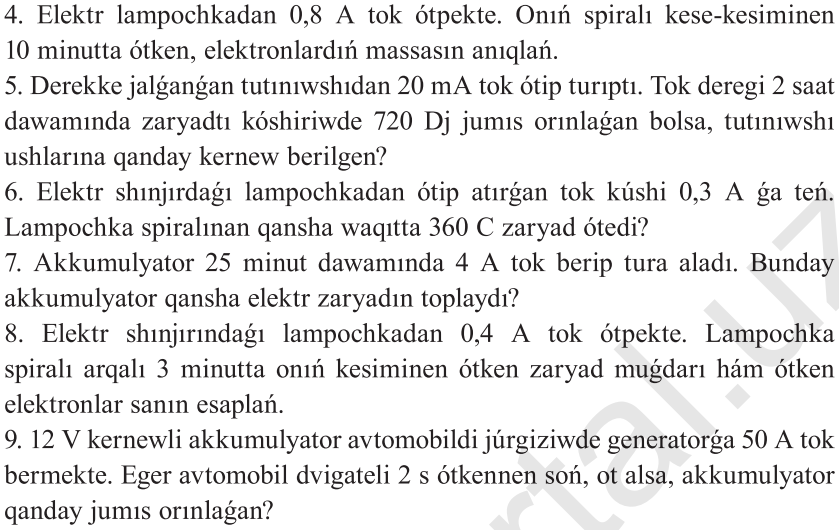 4. Elektr lampochkadan 0,8 A tok ótpekte. Onıń spiralı kese-kesiminen
10 minutta ótken, elektronlardıń massasın anıqlań.
5. Derekke jalǵanǵan tutınıwshıdan 20 mA tok ótip turıptı. Tok deregi 2 saat
dawamında zaryadtı kóshiriwde 720 Dj jumıs orınlaǵan bolsa, tutınıwshı
ushlarına qanday kernew berilgen?
6. Elektr shınjırdaǵı lampochkadan ótip atırǵan tok kúshi 0,3 A ǵa teń.
Lampochka spiralınan qansha waqıtta 360 C zaryad ótedi?
7. Akkumulyator 25 minut dawamında 4 A tok berip tura aladı. Bunday
akkumulyator qansha elektr zaryadın toplaydı?
8. Elektr shınjırındaǵı lampochkadan 0,4 A tok ótpekte. Lampochka
spiralı arqalı 3 minutta onıń kesiminen ótken zaryad muǵdarı hám ótken
elektronlar sanın esaplań.
9. 12 V kernewli akkumulyator avtomobildi júrgiziwde generatorǵa 50 A tok
bermekte. Eger avtomobil dvigateli 2 s ótkennen soń, ot alsa, akkumulyator
qanday jumıs orınlaǵan?
rtal.uz